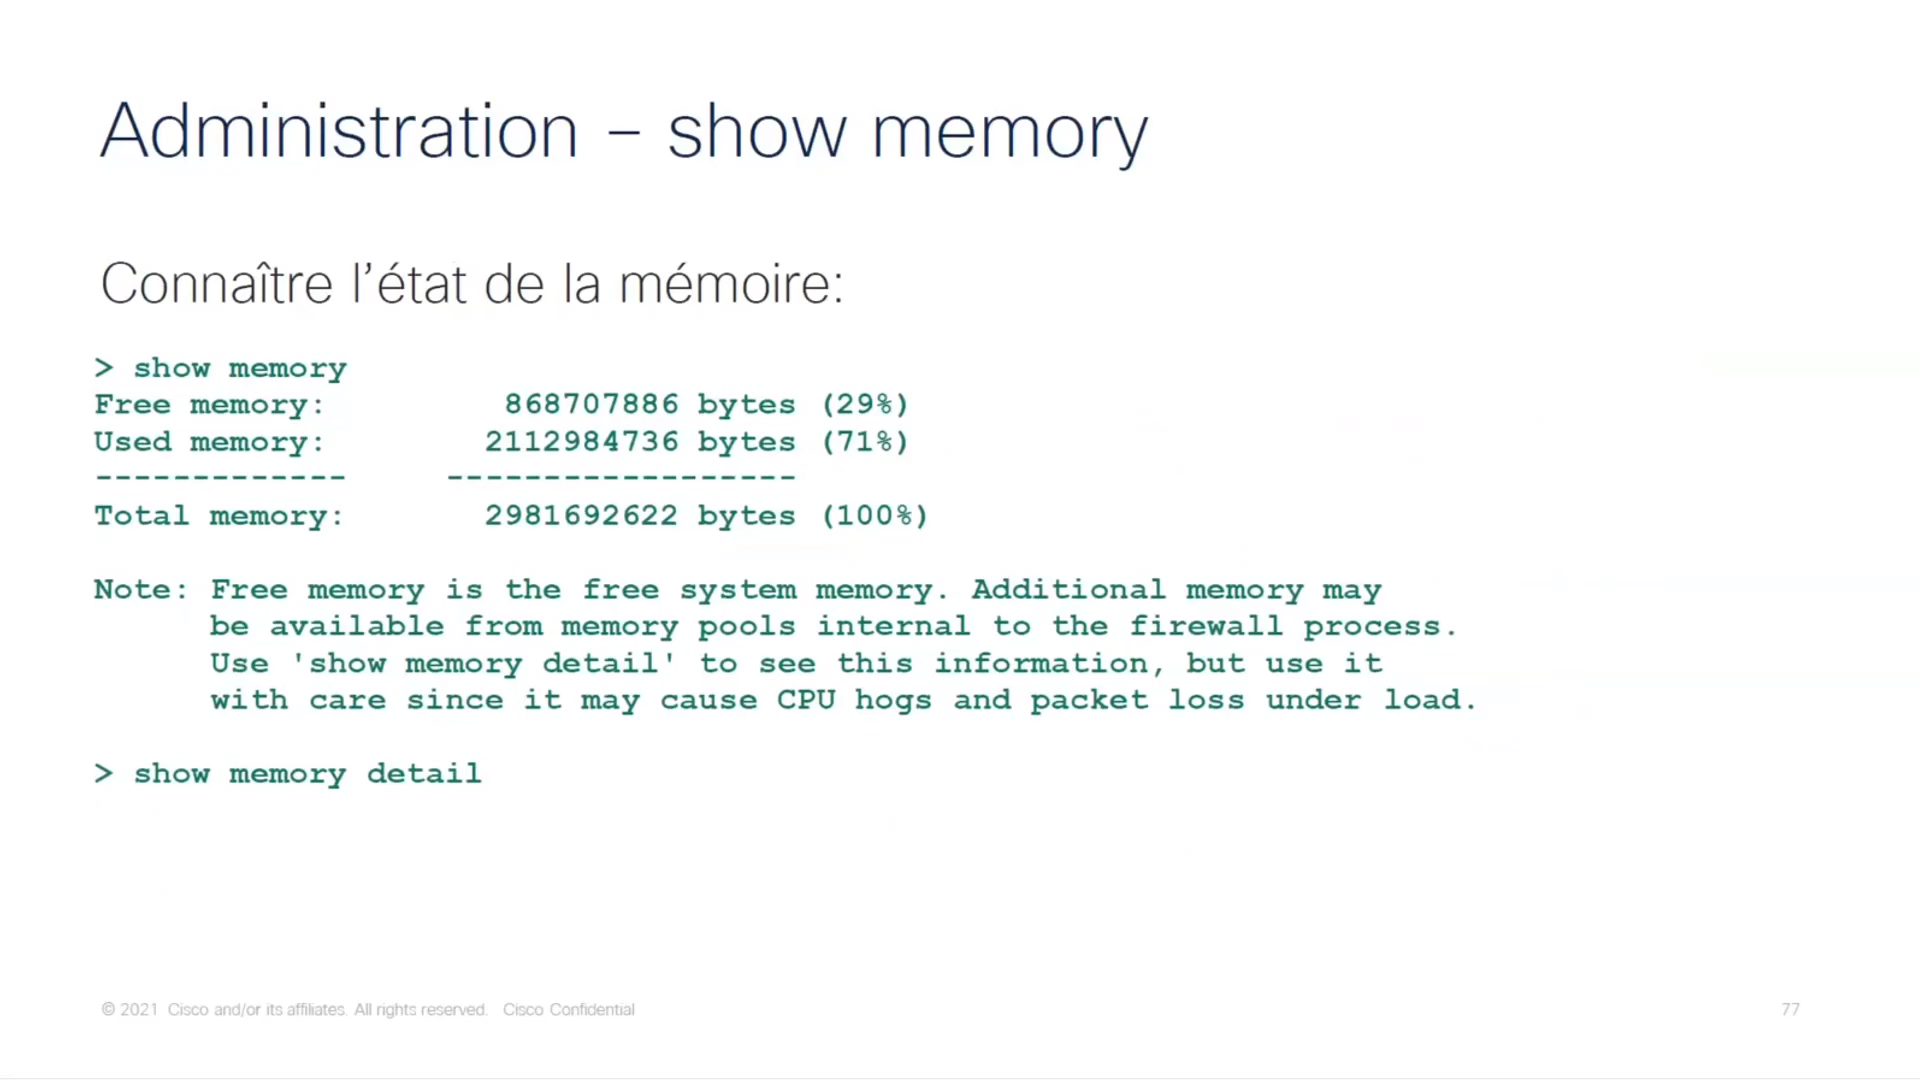 Administration – show memory
Connaître l’état de la mémoire:
> show memory
Free memory: 868707886 bytes (29%)
Used memory: 2112984736 bytes (71%)
------------- ------------------
Total memory: 2981692622 bytes (100%)
Note: Free memory is the free system memory. Additional memory may
be available from memory pools internal to the firewall process.
Use 'show memory detail' to see this information, but use it
with care since it may cause CPU hogs and packet loss under load.
> show memory detail
© 2021 Cisco and/or its affiliates. All rights reserved. Cisco Confidential
77